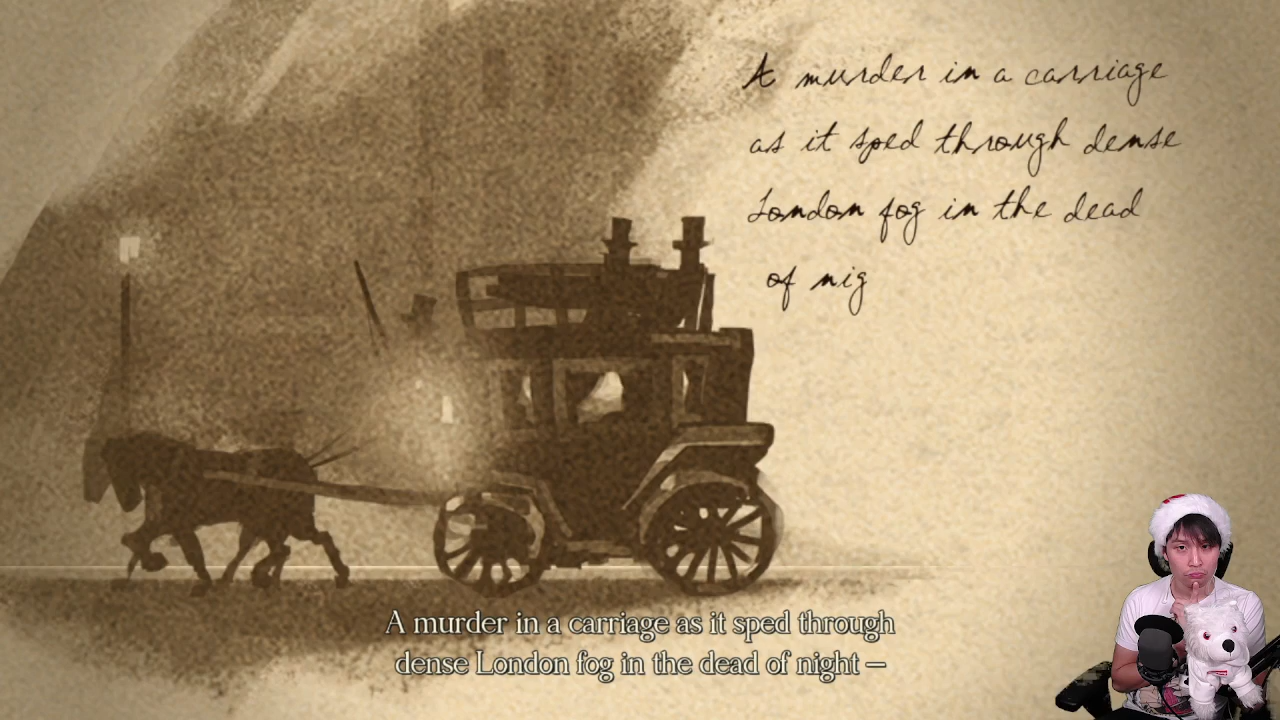 A murder in a carriage
as it sped through dense
London fog in the dead
of nig
A murder in a carriage as it sped through
dense London fog in the dead of night –